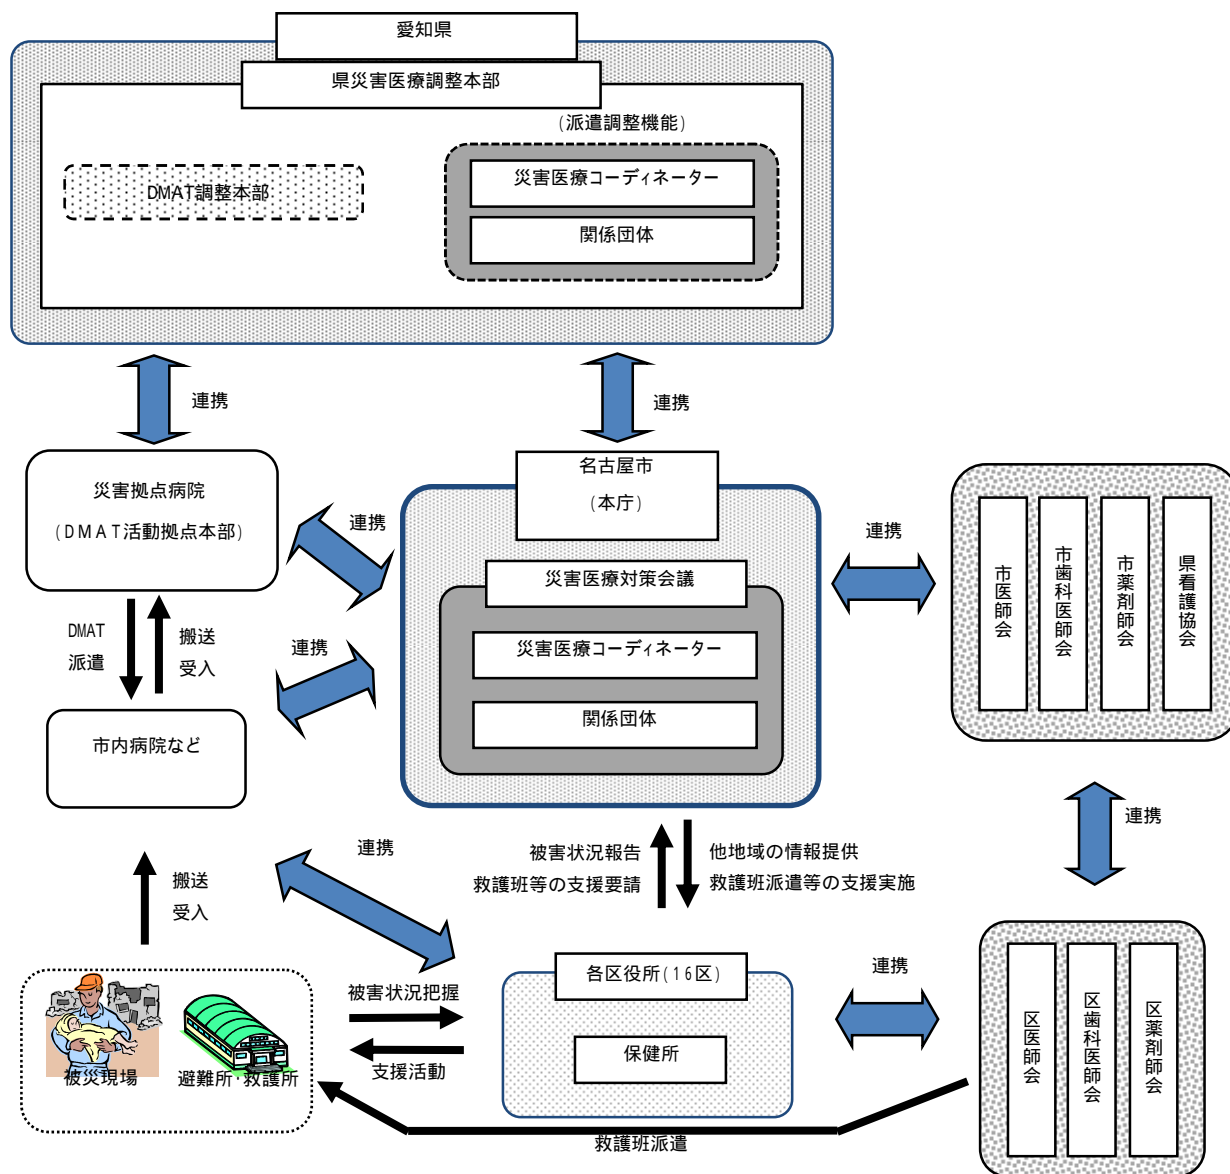 愛知県
県災害医療調整本部
(派遣調整機能)
DMAT調整本部
災害医療コーディネーター
関係団体
連携
連携
災害拠点病院
(DMAT活動拠点本部)
連携
名古屋市
(本庁)
災害医療対策会議
災害医療コーディネーター
関係団体
連携
市医師会
市歯科医師会
市薬剤師会
県看護協会
DMAT
派遣
搬送
受入
連携
市内病院など
連携
連携
搬送
受入
被害状況報告
救護班等の支援要請
他地域の情報提供
救護班派遣等の支援実施
各区役所(16区)
保健所
連携
区医師会
区歯科医師会
区薬剤師会
被災現場
避難所・救護所
被害状況把握
支援活動
救護班派遣